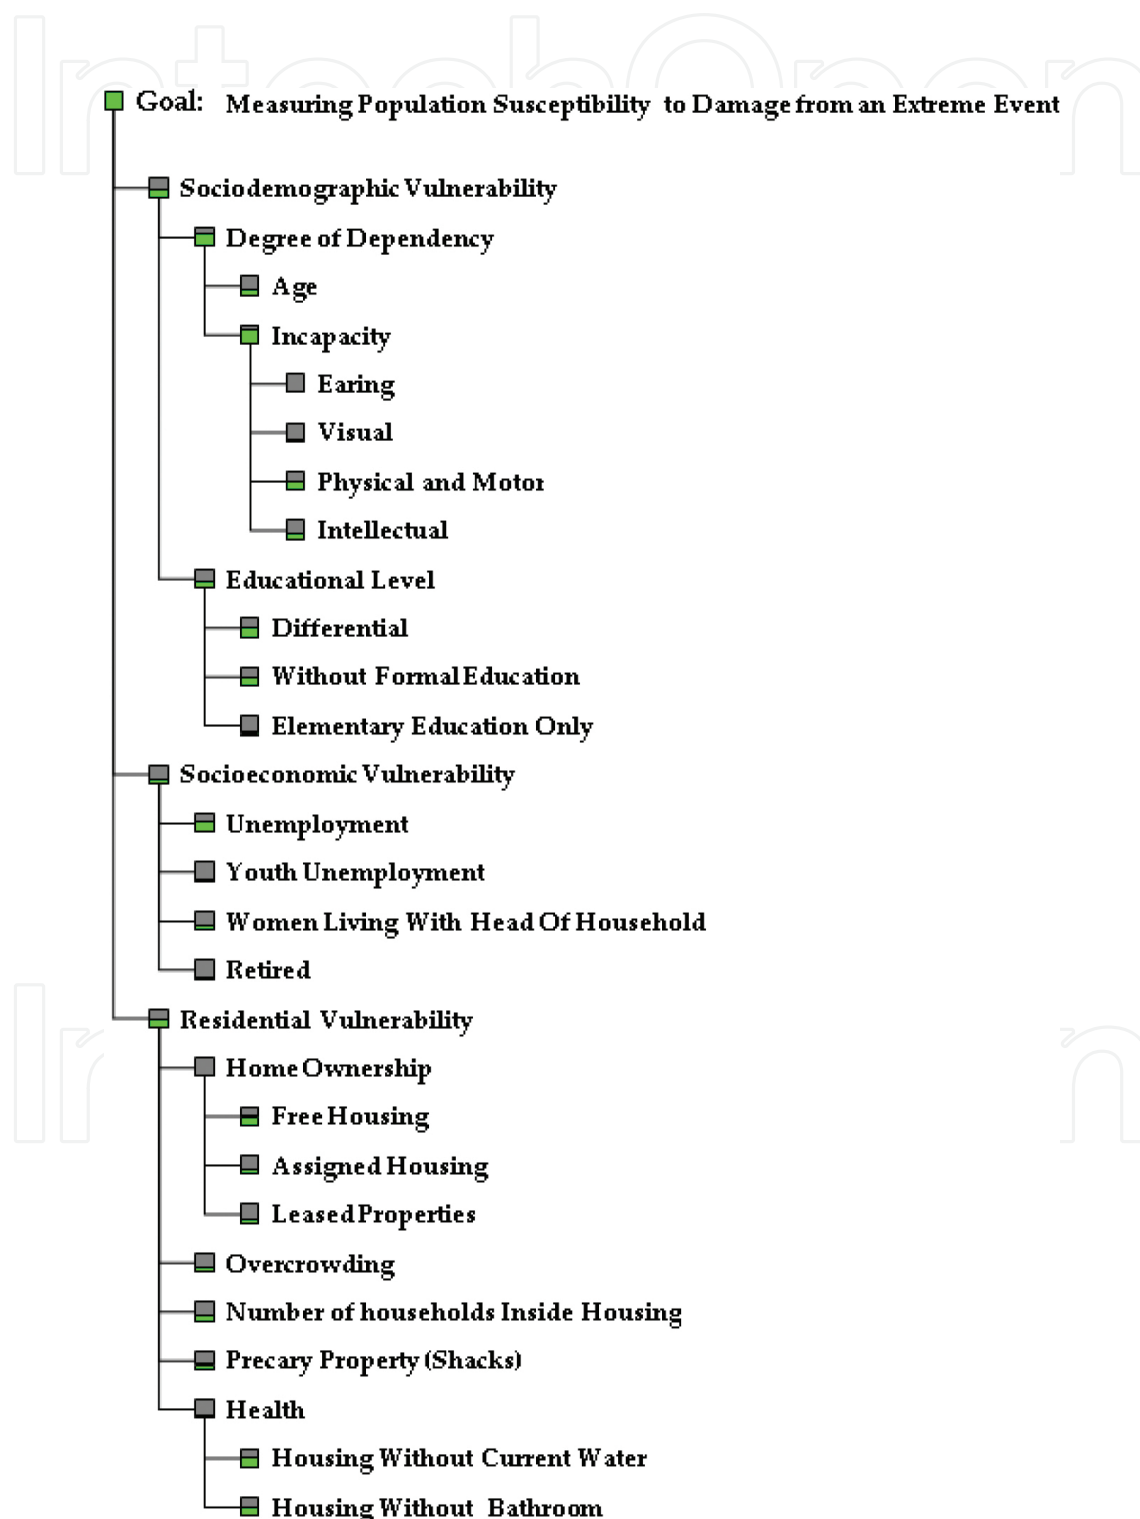 IntechOpen
Goal: Measuring Population Susceptibility to Damage from an Extreme Event
Sociodemographic Vulnerability
Degree of Dependency
Age
Incapacity
Earing
Visual
Physical and Motor
Intellectual
Educational Level
Differential
Without Formal Education
Elementary Education Only
Socioeconomic Vulnerability
Unemployment
Youth Unemployment
Women Living With Head Of Household
Retired
Residential Vulnerability
Home Ownership
Free Housing
Assigned Housing
Leased Properties
Overcrowding
Number of households Inside Housing
Precary Property (Shacks)
Health
Housing Without Current Water
Housing Without Bathroom